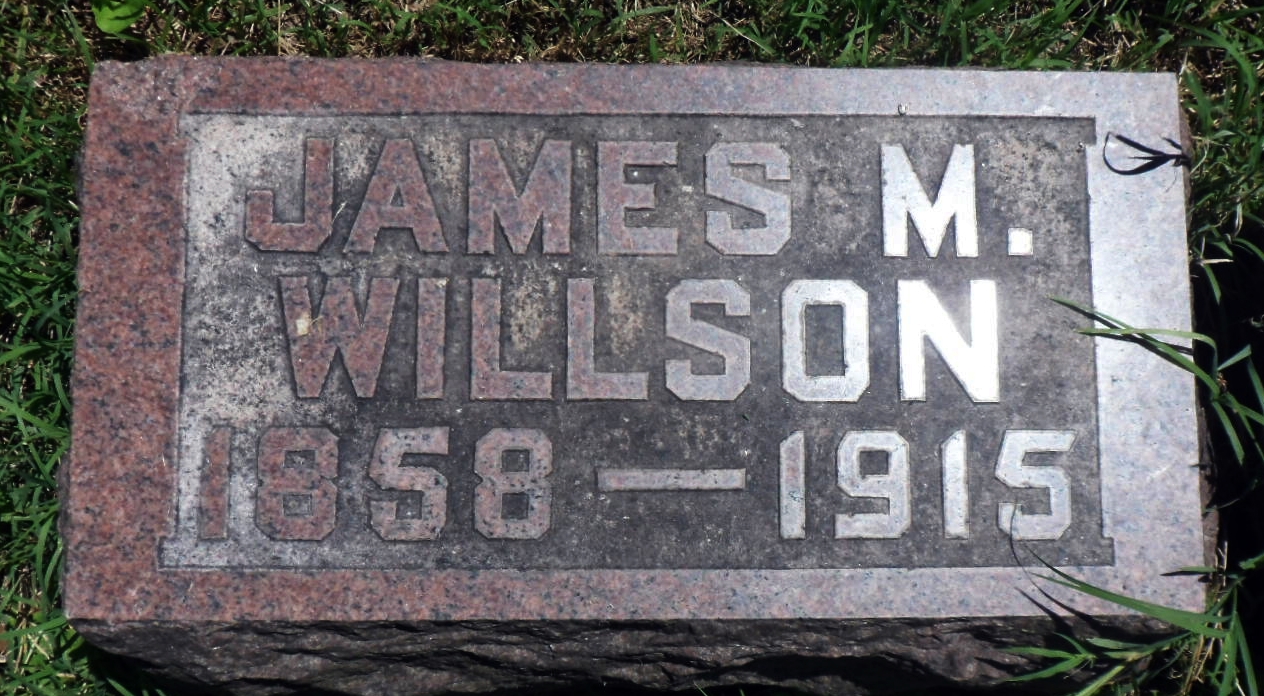 JAMES M.
WILLSON
1858 — 1915